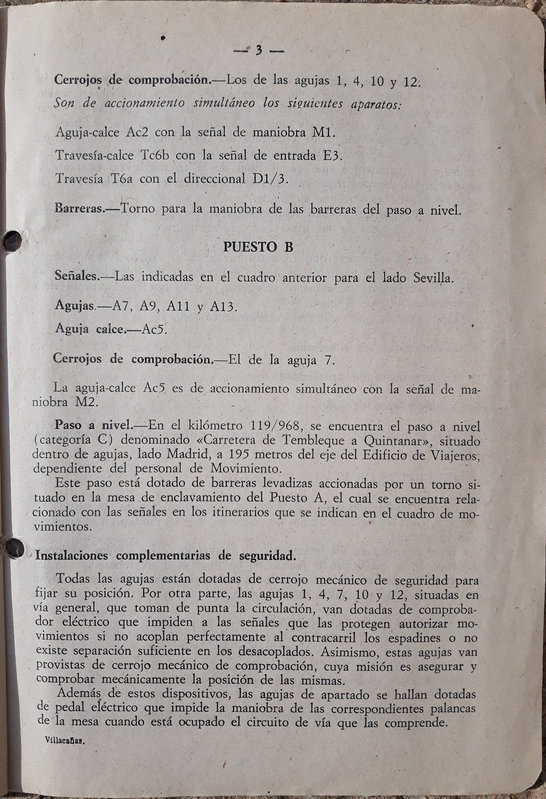 — 3 —
Cerrojos de comprobación.—Los de las agujas 1, 4, 10 y 12.
Son de accionamiento simultáneo los siguientes aparatos:
Aguja-calce Ac2 con la señal de maniobra M1.
Travesía-calce Tc6b con la señal de entrada E3.
Travesía T6a con el direccional D1/3.
Barreras.—Torno para la maniobra de las barreras del paso a nivel.
PUESTO B
Señales.—Las indicadas en el cuadro anterior para el lado Sevilla.
Agujas.—A7, A9, A11 y A13.
Aguja calce.—Ac5.
Cerrojos de comprobación.—El de la aguja 7.
La aguja-calce Ac5 es de accionamiento simultáneo con la señal de ma-
niobra M2.
Paso a nivel.—En el kilómetro 119/968, se encuentra el paso a nivel
(categoría C) denominado «Carretera de Tembleque a Quintanar», situado
dentro de agujas, lado Madrid, a 195 metros del eje del Edificio de Viajeros,
dependiente del personal de Movimiento.
Este paso está dotado de barreras levadizas accionadas por un torno si-
tuado en la mesa de enclavamiento del Puesto A, el cual se encuentra rela-
cionado con las señales en los itinerarios que se indican en el cuadro de mo-
vimientos.
Instalaciones complementarias de seguridad.
Todas las agujas están dotadas de cerrojo mecánico de seguridad para
fijar su posición. Por otra parte, las agujas 1, 4, 7, 10 y 12, situadas en
vía general, que toman de punta la circulación, van dotadas de comproba-
dor eléctrico que impiden a las señales que las protegen autorizar mo-
vimientos si no acoplan perfectamente al contracarril los espadines o no
existe separación suficiente en los desacoplados. Asimismo, estas agujas van
provistas de cerrojo mecánico de comprobación, cuya misión es asegurar y
comprobar mecánicamente la posición de las mismas.
Además de estos dispositivos, las agujas de apartado se hallan dotadas
de pedal eléctrico que impide la maniobra de las correspondientes palancas
de la mesa cuando está ocupado el circuito de vía que las comprende.
Villacañas.